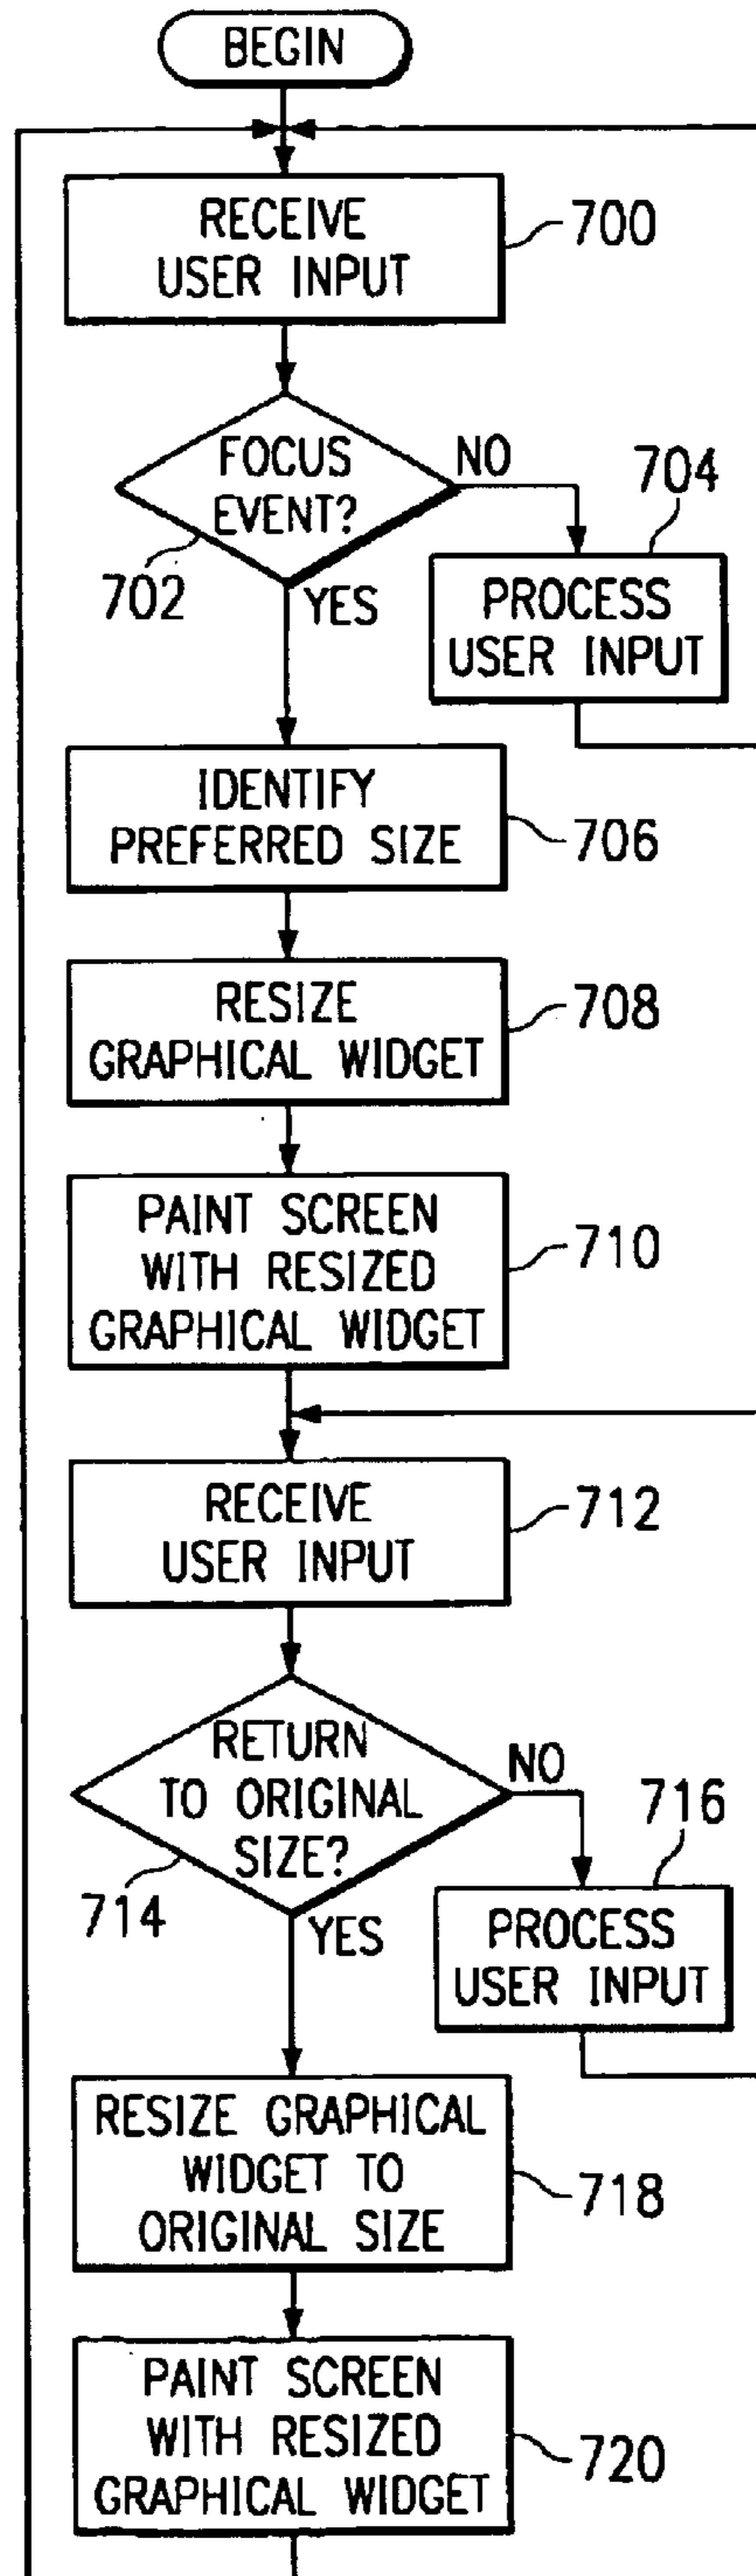 BEGIN
RECEIVE
USER INPUT
700
FOCUS
EVENT?
NO
702
YES
704
PROCESS
USER INPUT
IDENTIFY
PREFERRED SIZE
706
RESIZE
GRAPHICAL WIDGET
708
PAINT SCREEN
WITH RESIZED
GRAPHICAL WIDGET
710
RECEIVE
USER INPUT
712
RETURN
TO ORIGINAL
SIZE?
NO
714
YES
716
PROCESS
USER INPUT
RESIZE GRAPHICAL
WIDGET TO
ORIGINAL SIZE
718
PAINT SCREEN
WITH RESIZED
GRAPHICAL WIDGET
720